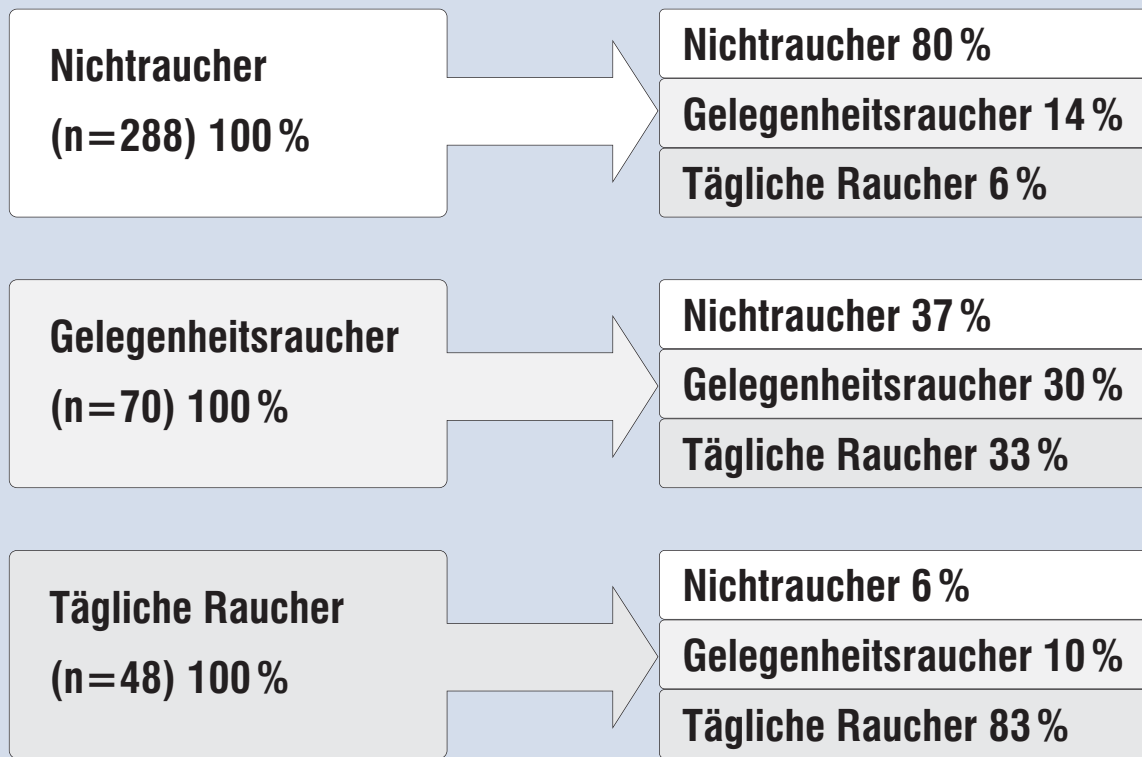 Nichtraucher
(n=288) 100 %
Nichtraucher 80 %
Gelegenheitsraucher 14 %
Tägliche Raucher 6 %
Gelegenheitsraucher
(n=70) 100 %
Nichtraucher 37 %
Gelegenheitsraucher 30 %
Tägliche Raucher 33 %
Tägliche Raucher
(n=48) 100 %
Nichtraucher 6 %
Gelegenheitsraucher 10 %
Tägliche Raucher 83 %